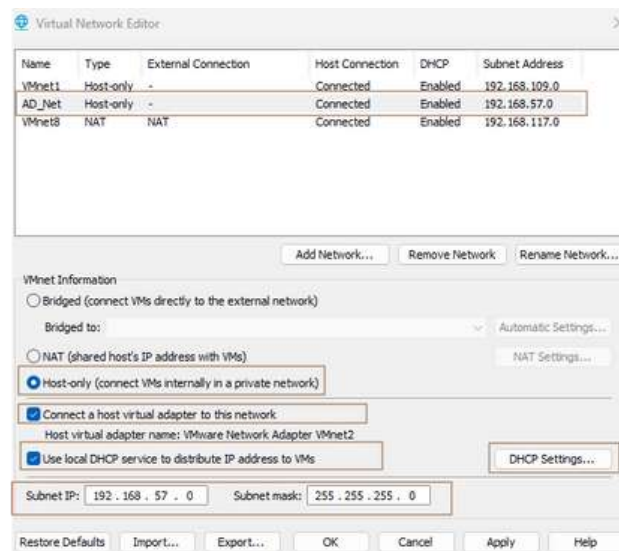 Virtual Network Editor
Name Type External Connection Host Connection DHCP Subnet Address
VMnet1 Host-only - Connected Enabled 192.168.109.0
AD_Net Host-only - Connected Enabled 192.168.57.0
VMnet8 NAT NAT Connected Enabled 192.168.117.0
Add Network... Remove Network Rename Network...
VMnet Information
Bridged (connect VMs directly to the external network)
Bridged to: Automatic Settings...
NAT (shared host's IP address with VMs) NAT Settings...
Host-only (connect VMs internally in a private network)
Connect a host virtual adapter to this network
Host virtual adapter name: VMware Network Adapter VMnet2
Use local DHCP service to distribute IP address to VMs DHCP Settings...
Subnet IP: 192 . 168 . 57 . 0 Subnet mask: 255 . 255 . 255 . 0
Restore Defaults Import... Export... OK Cancel Apply Help